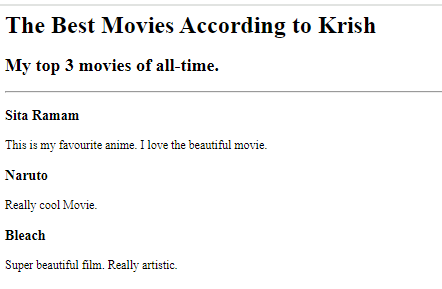 The Best Movies According to Krish
My top 3 movies of all-time.
Sita Ramam
This is my favourite anime. I love the beautiful movie.
Naruto
Really cool Movie.
Bleach
Super beautiful film. Really artistic.